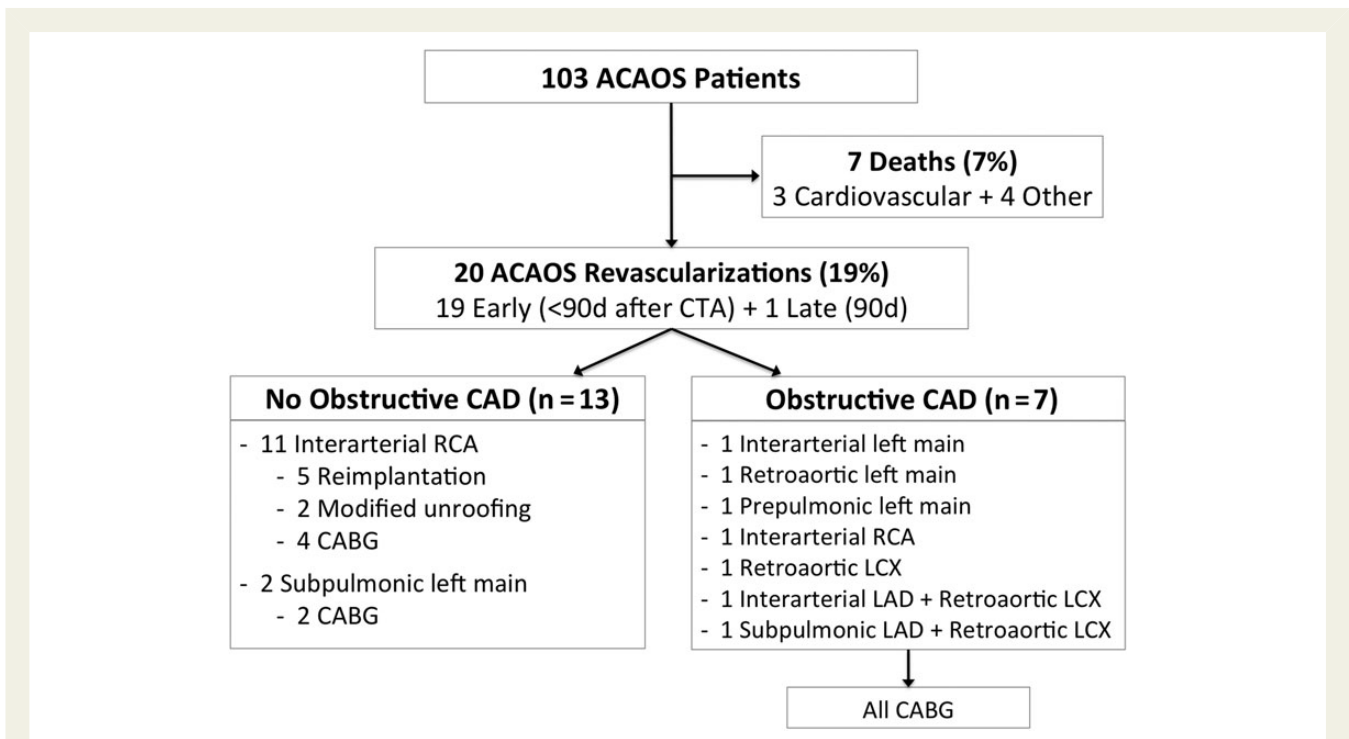 103 ACAOS Patients
7 Deaths (7%)
3 Cardiovascular + 4 Other
20 ACAOS Revascularizations (19%)
19 Early (<90d after CTA) + 1 Late (90d)
No Obstructive CAD (n = 13)
- 11 Interarterial RCA
- 5 Reimplantation
- 2 Modified unroofing
- 4 CABG
- 2 Subpulmonic left main
- 2 CABG
Obstructive CAD (n = 7)
- 1 Interarterial left main
- 1 Retroaortic left main
- 1 Prepulmonic left main
- 1 Interarterial RCA
- 1 Retroaortic LCX
- 1 Interarterial LAD + Retroaortic LCX
- 1 Subpulmonic LAD + Retroaortic LCX
All CABG